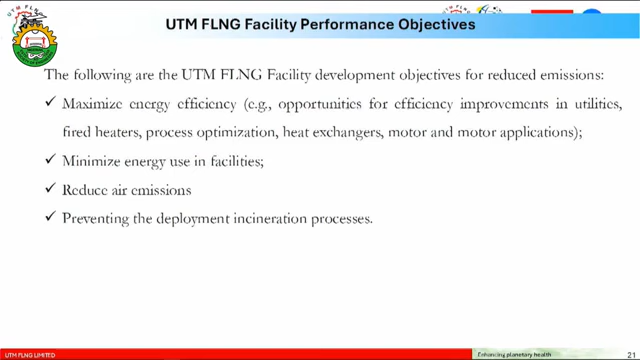 UTM FLNG
UTM FLNG Facility Performance Objectives
The following are the UTM FLNG Facility development objectives for reduced emissions:
✓ Maximize energy efficiency (e.g., opportunities for efficiency improvements in utilities,
fired heaters, process optimization, heat exchangers, motor and motor applications);
✓ Minimize energy use in facilities;
✓ Reduce air emissions
✓ Preventing the deployment incineration processes.
UTM FLNG LIMITED
Enhancing planetary health
21